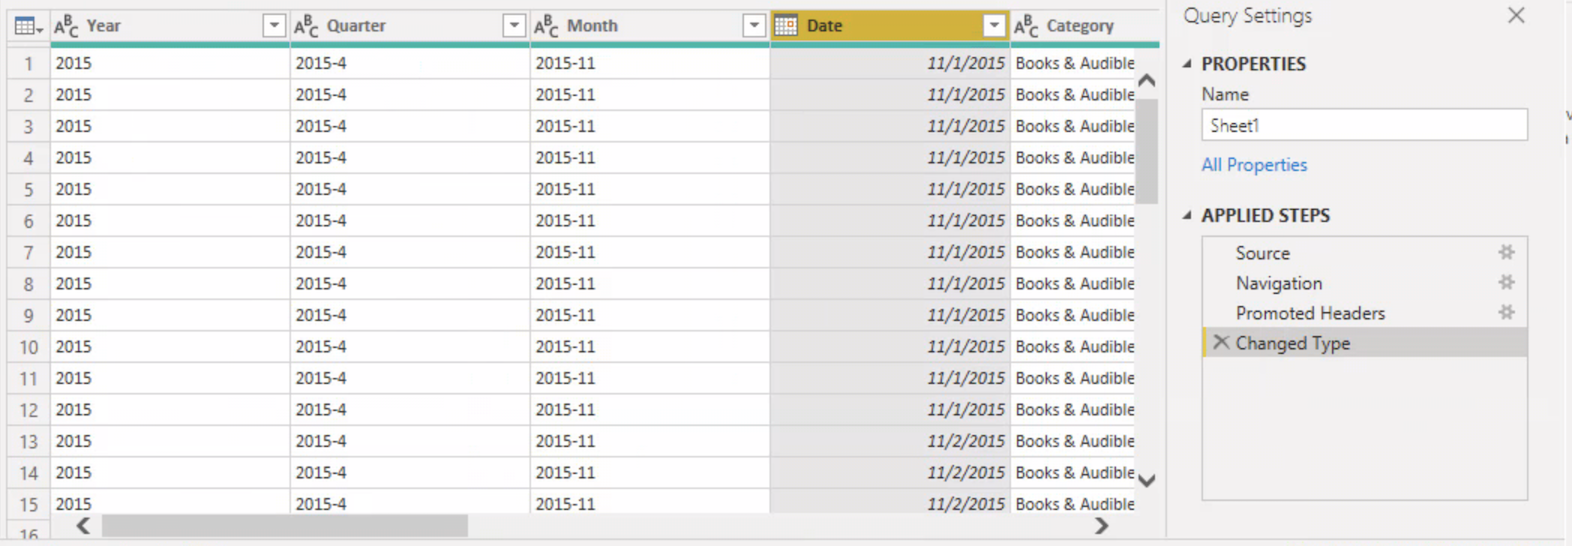 Year Quarter Month Date Category
1 2015 2015-4 2015-11 11/1/2015 Books & Audible
2 2015 2015-4 2015-11 11/1/2015 Books & Audible
3 2015 2015-4 2015-11 11/1/2015 Books & Audible
4 2015 2015-4 2015-11 11/1/2015 Books & Audible
5 2015 2015-4 2015-11 11/1/2015 Books & Audible
6 2015 2015-4 2015-11 11/1/2015 Books & Audible
7 2015 2015-4 2015-11 11/1/2015 Books & Audible
8 2015 2015-4 2015-11 11/1/2015 Books & Audible
9 2015 2015-4 2015-11 11/1/2015 Books & Audible
10 2015 2015-4 2015-11 11/1/2015 Books & Audible
11 2015 2015-4 2015-11 11/1/2015 Books & Audible
12 2015 2015-4 2015-11 11/1/2015 Books & Audible
13 2015 2015-4 2015-11 11/2/2015 Books & Audible
14 2015 2015-4 2015-11 11/2/2015 Books & Audible
15 2015 2015-4 2015-11 11/2/2015 Books & Audible
16
Query Settings
PROPERTIES
Name
Sheet1
All Properties
APPLIED STEPS
Source
Navigation
Promoted Headers
Changed Type